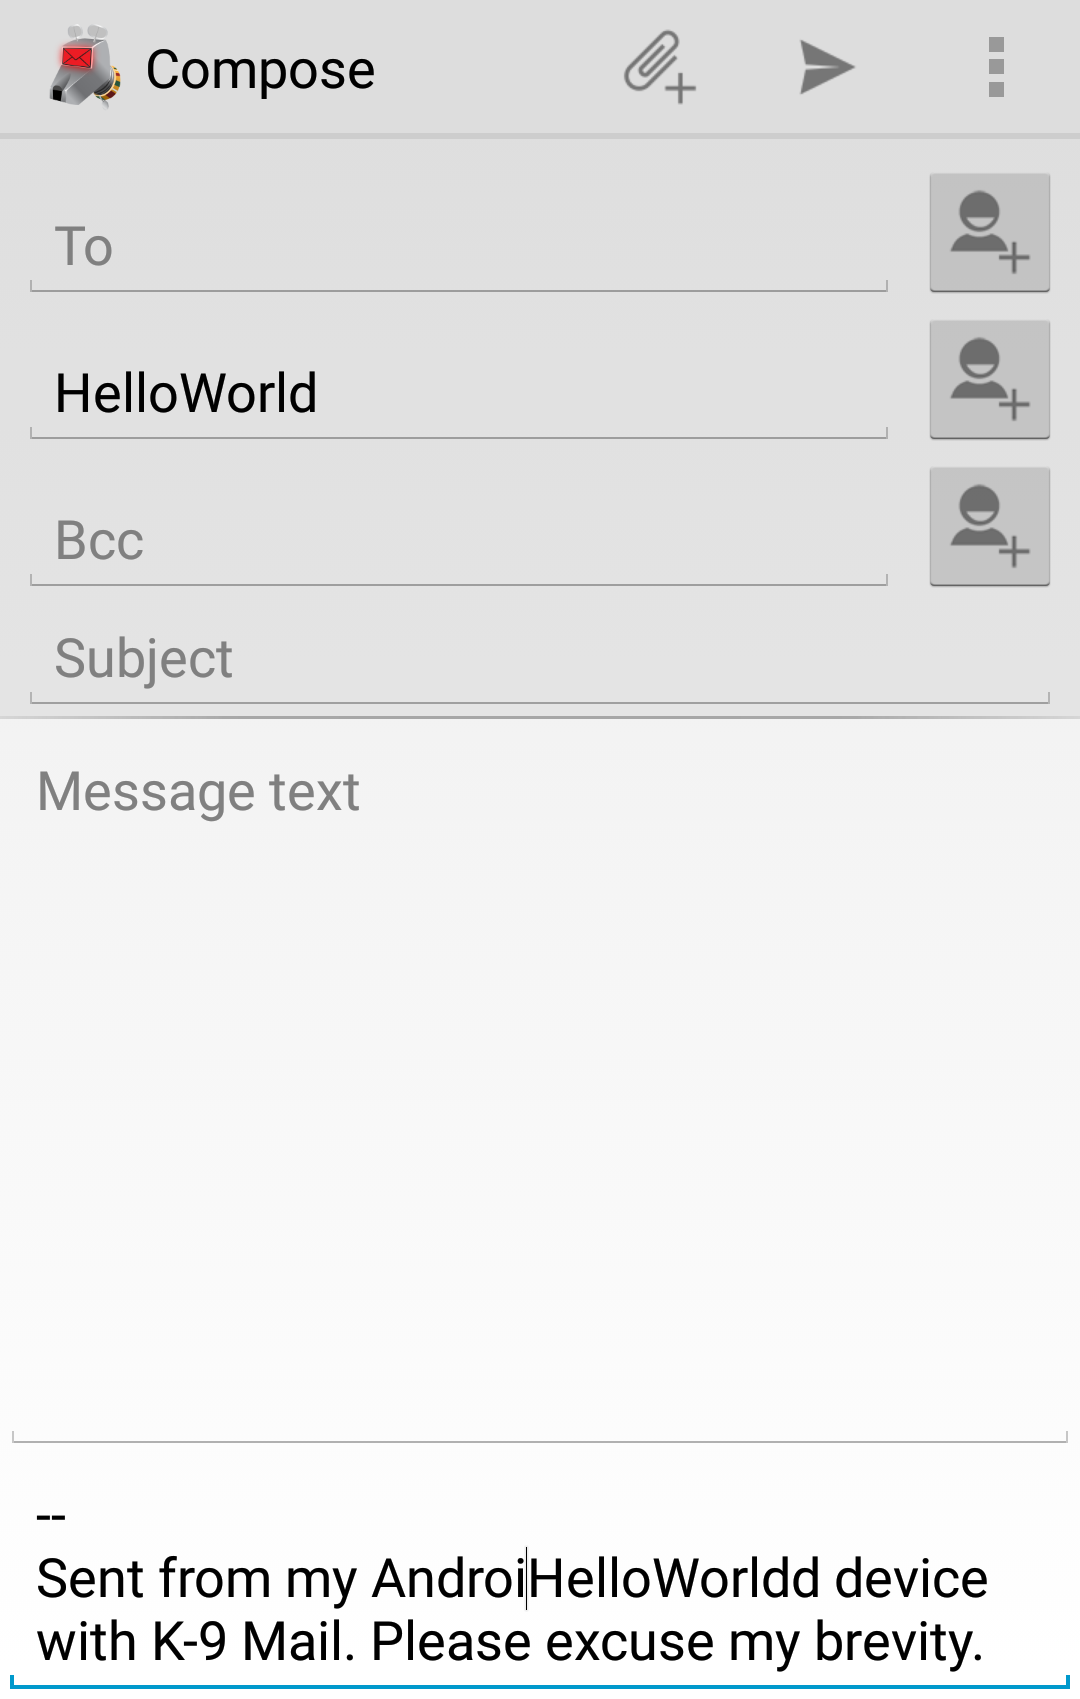 Compose
To
HelloWorld
Bcc
Subject
Message text
--
Sent from my AndroiHelloWorldd device
with K-9 Mail. Please excuse my brevity.